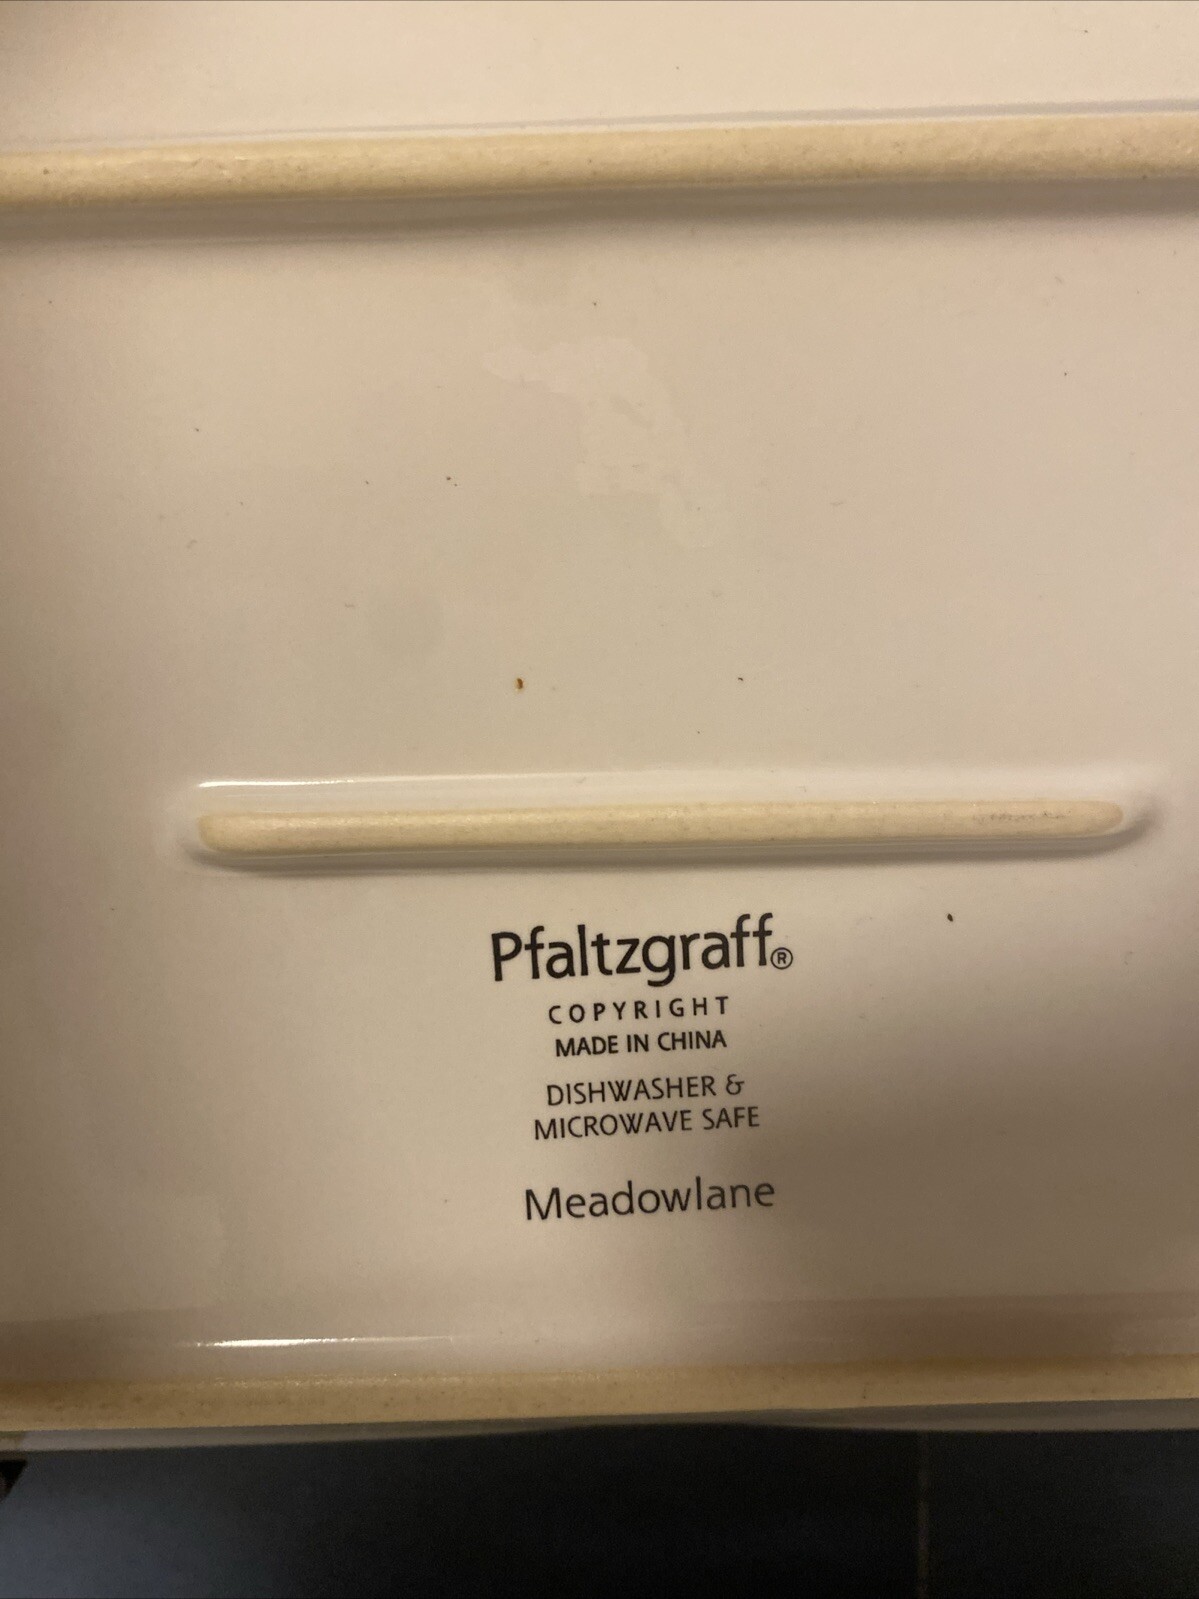 Pfaltzgraff®
COPYRIGHT
MADE IN CHINA
DISHWASHER &
MICROWAVE SAFE
Meadowlane